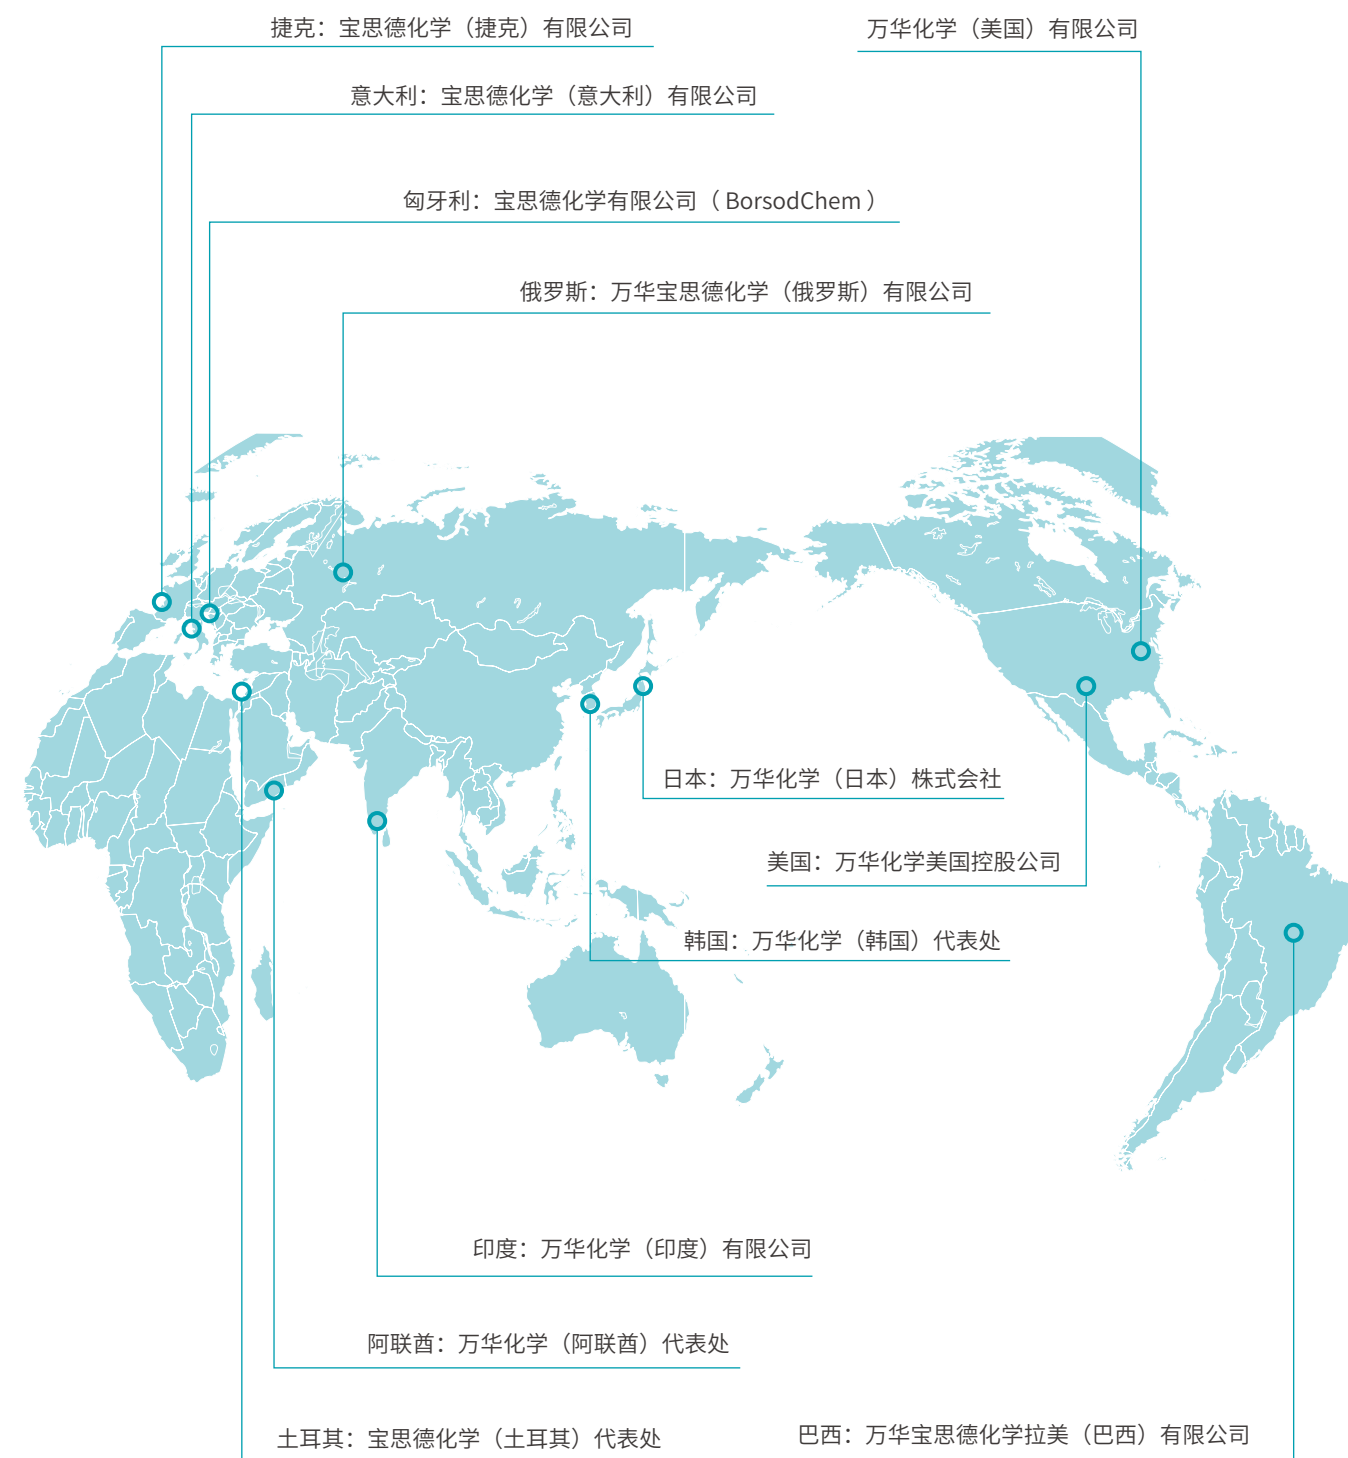 捷克：宝思德化学（捷克）有限公司
万华化学（美国）有限公司
意大利：宝思德化学（意大利）有限公司
匈牙利：宝思德化学有限公司（ BorsodChem ）
俄罗斯：万华宝思德化学（俄罗斯）有限公司
日本：万华化学（日本）株式会社
美国：万华化学美国控股公司
韩国：万华化学（韩国）代表处
印度：万华化学（印度）有限公司
阿联酋：万华化学（阿联酋）代表处
土耳其：宝思德化学（土耳其）代表处
巴西：万华宝思德化学拉美（巴西）有限公司